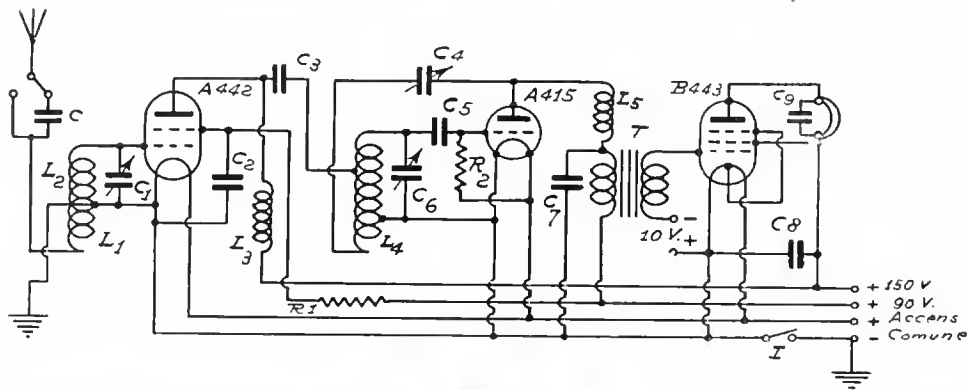 C
L2
L1
C1
A442
C2
L3
C3
R1
C4
C5
C6
L4
R2
A415
L5
C7
T
10 V.
-
+
B443
C9
C8
+ 150 V
+ 90 V.
+ Accens
- Comune
I